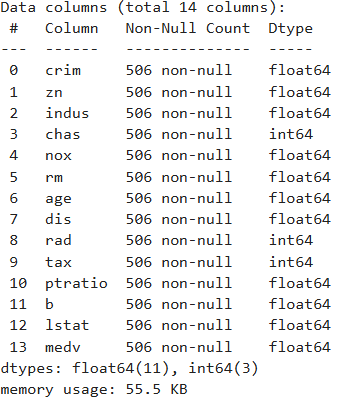 Data columns (total 14 columns):
 #   Column   Non-Null Count  Dtype
---  ------   --------------  -----
 0   crim     506 non-null    float64
 1   zn       506 non-null    float64
 2   indus    506 non-null    float64
 3   chas     506 non-null    int64
 4   nox      506 non-null    float64
 5   rm       506 non-null    float64
 6   age      506 non-null    float64
 7   dis      506 non-null    float64
 8   rad      506 non-null    int64
 9   tax      506 non-null    int64
 10  ptratio  506 non-null    float64
 11  b        506 non-null    float64
 12  lstat    506 non-null    float64
 13  medv     506 non-null    float64
dtypes: float64(11), int64(3)
memory usage: 55.5 KB